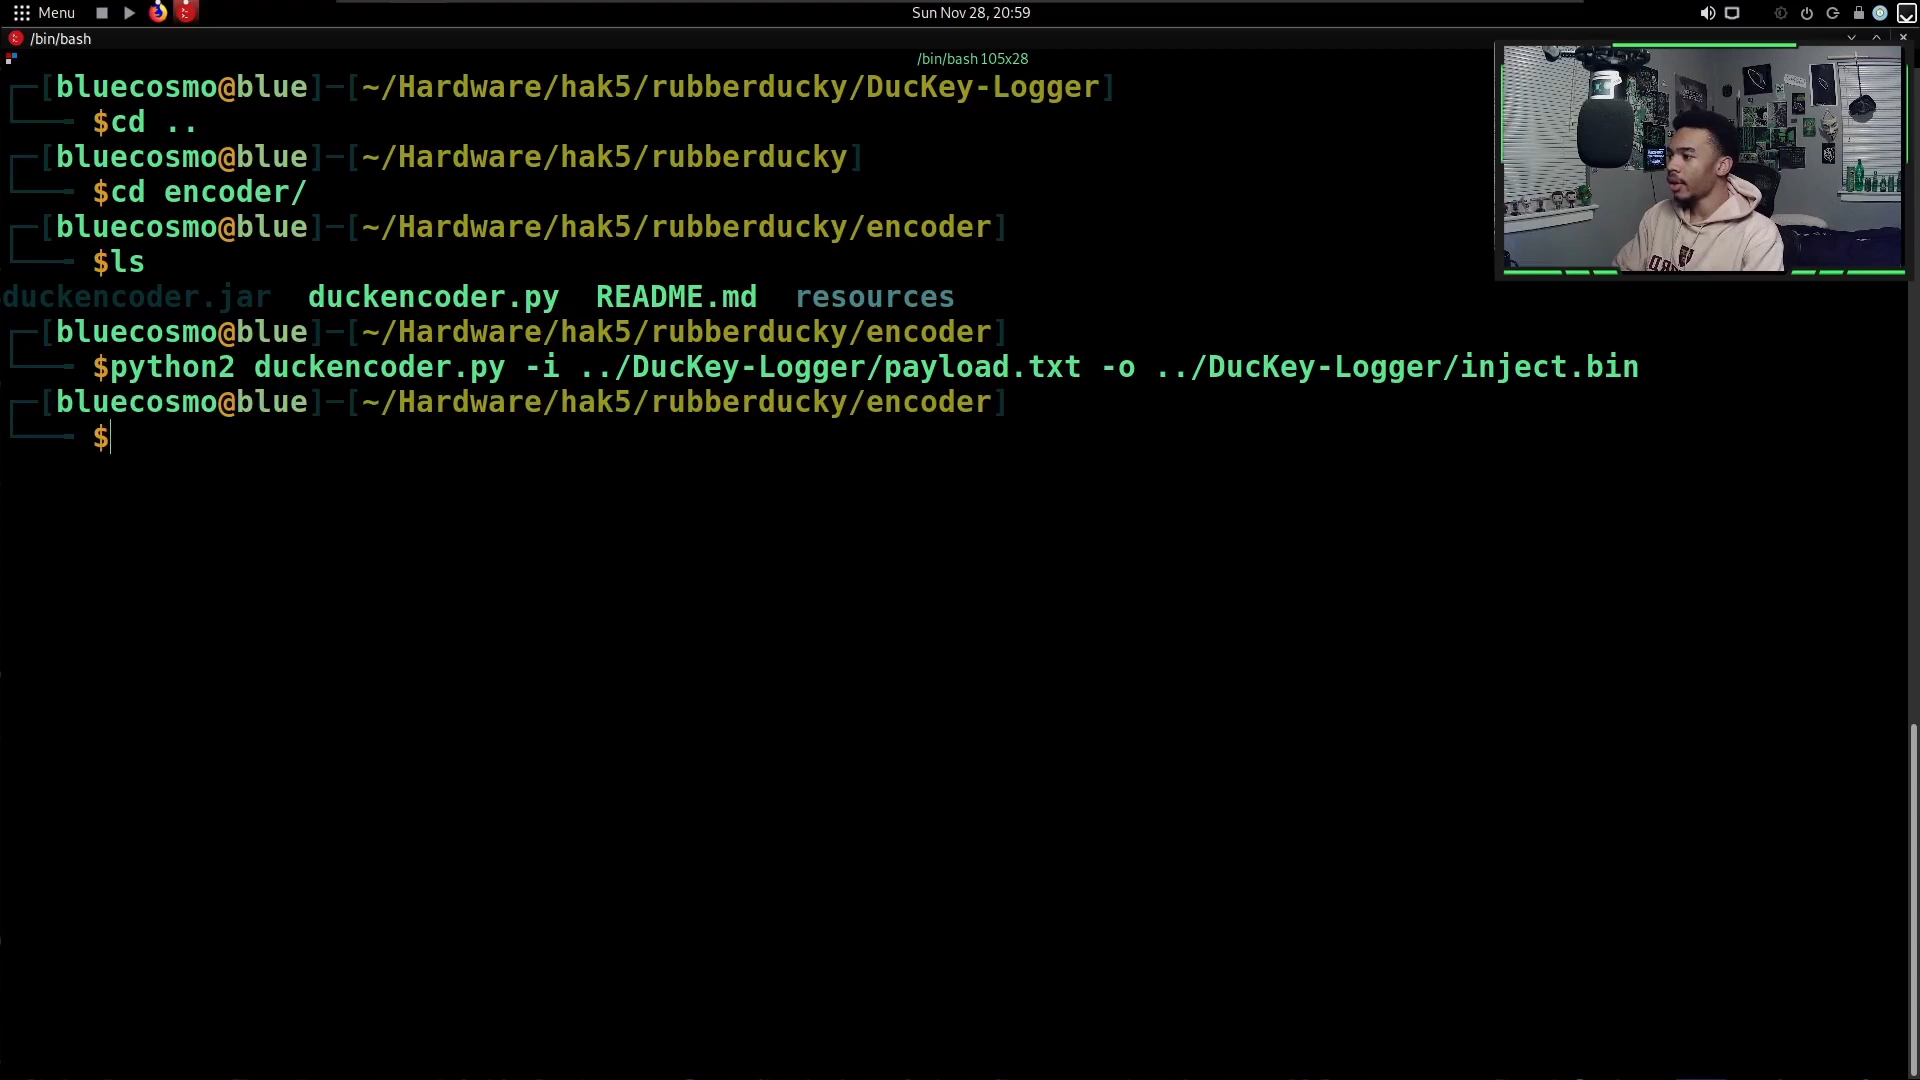 Menu
Sun Nov 28, 20:59
/bin/bash
/bin/bash 105x28
[bluecosmo@blue]-[~/Hardware/hak5/rubberducky/DucKey-Logger]
$cd ..
[bluecosmo@blue]-[~/Hardware/hak5/rubberducky]
$cd encoder/
[bluecosmo@blue]-[~/Hardware/hak5/rubberducky/encoder]
$ls
duckencoder.jar duckencoder.py README.md resources
[bluecosmo@blue]-[~/Hardware/hak5/rubberducky/encoder]
$python2 duckencoder.py -i ../DucKey-Logger/payload.txt -o ../DucKey-Logger/inject.bin
[bluecosmo@blue]-[~/Hardware/hak5/rubberducky/encoder]
$